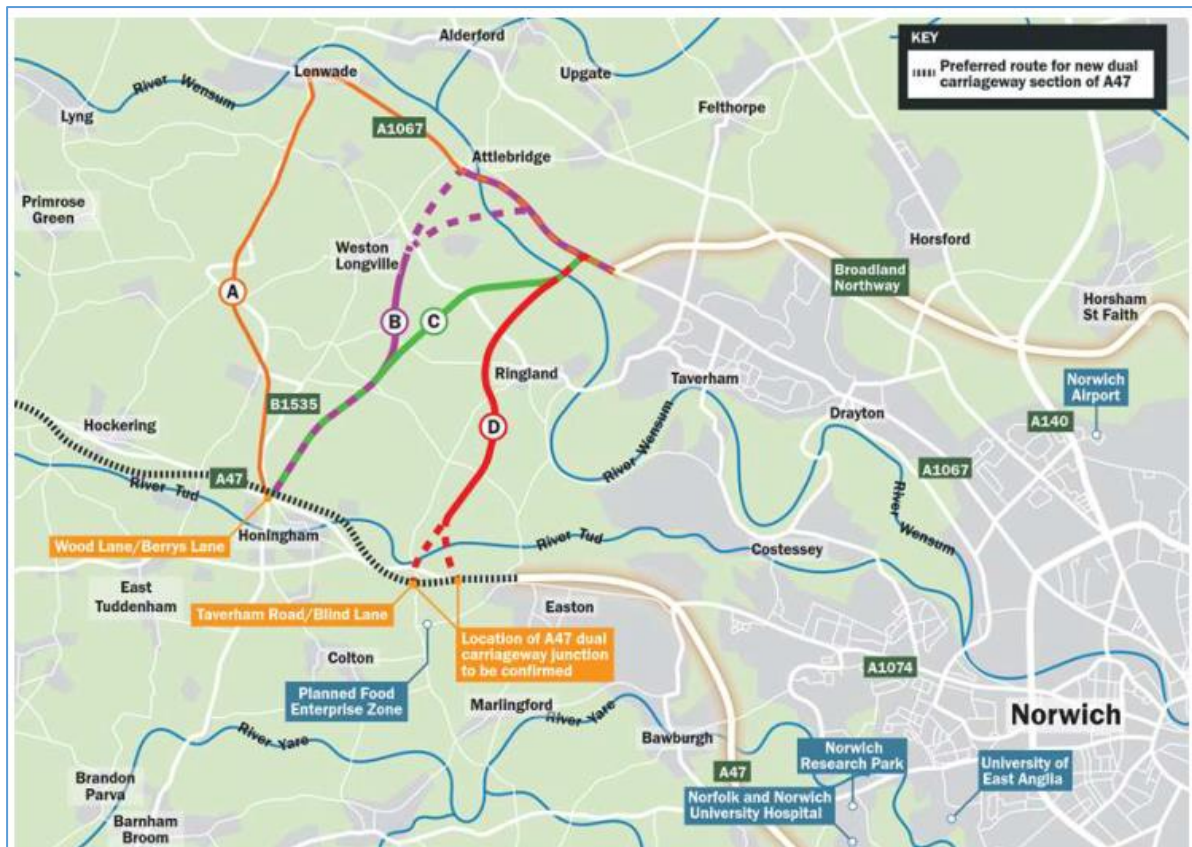 Alderford
KEY
Preferred route for new dual
carriageway section of A47
Lenwade
Upgate
River Wensum
Lyng
Felthorpe
A1067
Attlebridge
Primrose
Green
Weston
Longville
Horsford
Broadland
Northway
A
Horsham
St Faith
B
C
Ringland
Taverham
Norwich
Airport
B1535
Drayton
Hockering
D
A140
River Wensum
A1067
A47
River Tud
River Wensum
Honingham
River Tud
Wood Lane/Berrys Lane
Costessey
East
Tuddenham
Taverham Road/Blind Lane
Easton
Location of A47 dual
carriageway junction
to be confirmed
Colton
A1074
Planned Food
Enterprise Zone
Marlingford
River Yare
Norwich
River Yare
Bawburgh
Norwich
Research Park
University of
East Anglia
Brandon
Parva
A47
Norfolk and Norwich
University Hospital
Barnham
Broom